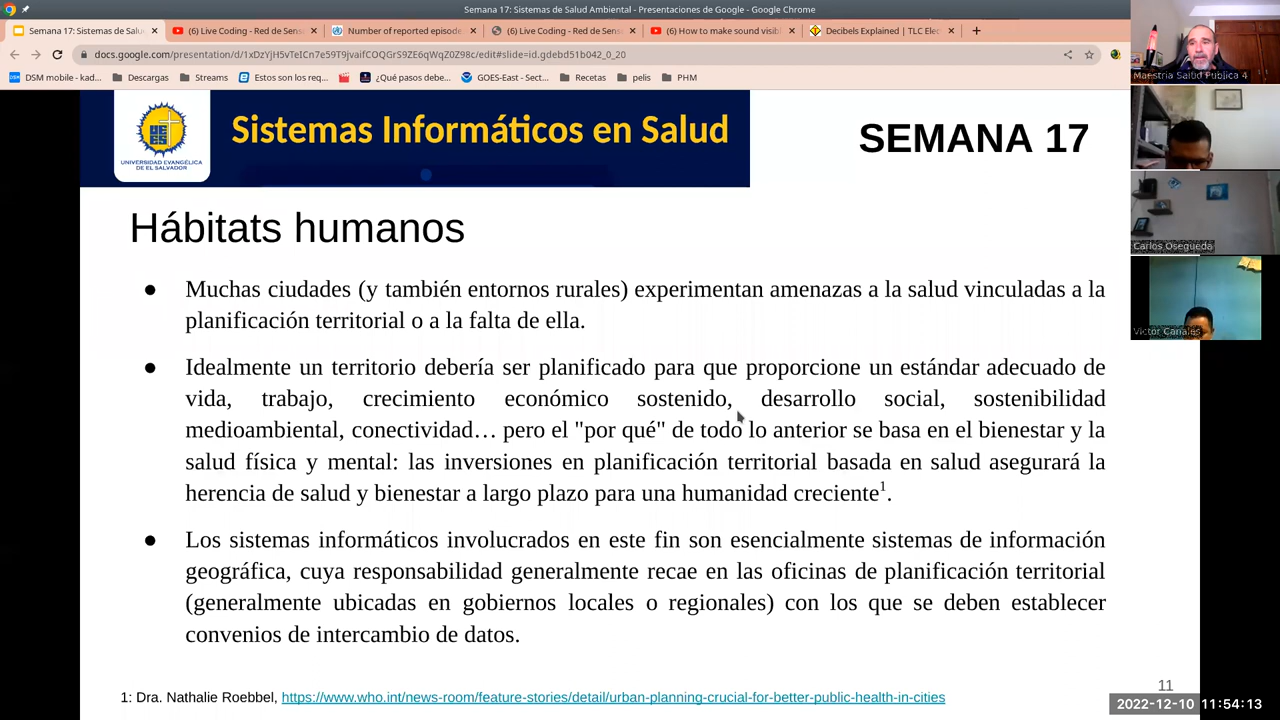 Semana 17: Sistemas de Salud Ambiental - Presentaciones de Google - Google Chrome
Semana 17: Sistemas de Salud
(6) Live Coding - Red de Sens
Number of reported episode
(6) Live Coding - Red de Sens
(6) How to make sound visib
Decibels Explained | TLC Elec
docs.google.com/presentation/d/1xDzYjH5vTeICn7e59T9jvaifCOQGrS9ZE6qWqZ0Z98c/edit#slide=id.gdebd51b042_0_20
DSM mobile - kad...
Descargas
Streams
Estos son los req...
¿Qué pasos debe...
GOES-East - Sect...
Recetas
pelis
PHM
Maestria Salud Publica 4
UNIVERSIDAD EVANGÉLICA
DE EL SALVADOR
Sistemas Informáticos en Salud
SEMANA 17
Carlos Osegueda
Victor Canales
Hábitats humanos
● Muchas ciudades (y también entornos rurales) experimentan amenazas a la salud vinculadas a la
planificación territorial o a la falta de ella.
● Idealmente un territorio debería ser planificado para que proporcione un estándar adecuado de
vida, trabajo, crecimiento económico sostenido, desarrollo social, sostenibilidad
medioambiental, conectividad… pero el "por qué" de todo lo anterior se basa en el bienestar y la
salud física y mental: las inversiones en planificación territorial basada en salud asegurará la
herencia de salud y bienestar a largo plazo para una humanidad creciente1.
● Los sistemas informáticos involucrados en este fin son esencialmente sistemas de información
geográfica, cuya responsabilidad generalmente recae en las oficinas de planificación territorial
(generalmente ubicadas en gobiernos locales o regionales) con los que se deben establecer
convenios de intercambio de datos.
1: Dra. Nathalie Roebbel, https://www.who.int/news-room/feature-stories/detail/urban-planning-crucial-for-better-public-health-in-cities
11
2022-12-10 11:54:13